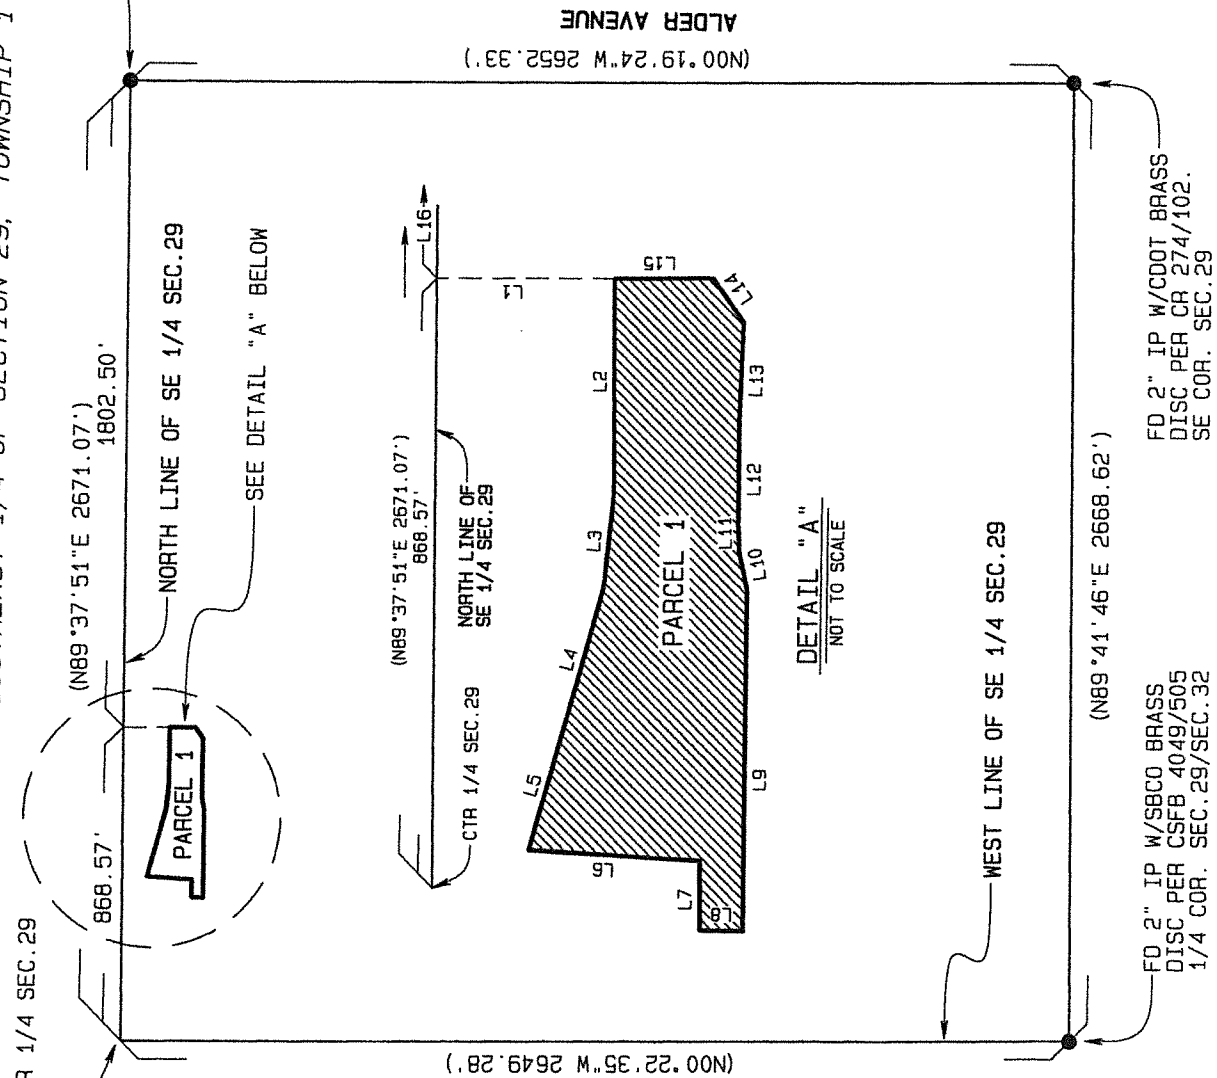 ALDER AVENUE
(N00°19'24"W 2652.33')
1/4 OF SECTION 29, TOWNSHIP 1
(N89°37'51"E 2671.07')
1802.50'
868.57'
NORTH LINE OF SE 1/4 SEC.29
SEE DETAIL "A" BELOW
PARCEL 1
1/4 SEC.29
L16
(N89°37'51"E 2671.07')
868.57'
NORTH LINE OF
SE 1/4 SEC.29
CTR 1/4 SEC.29
L1
L2
L3
L4
L5
L6
L7
L8
L9
L10
L11
L12
L13
L14
L15
PARCEL 1
DETAIL "A"
NOT TO SCALE
WEST LINE OF SE 1/4 SEC.29
(N00°22'35"W 2649.28')
(N89°41'46"E 2668.62')
FD 2" IP W/SBCO BRASS
DISC PER CSFB 4049/505
1/4 COR. SEC.29/SEC.32
FD 2" IP W/CDOT BRASS
DISC PER CR 274/102.
SE COR. SEC.29